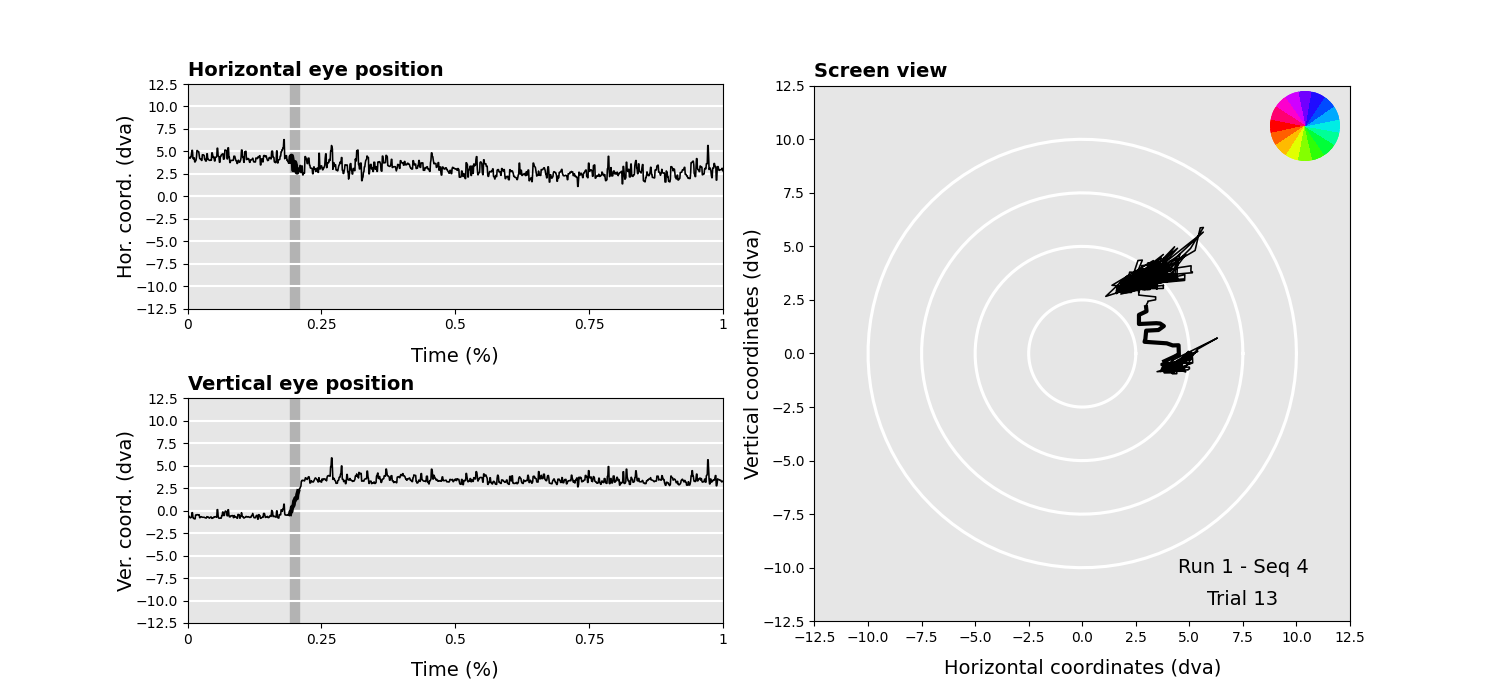 Horizontal eye position
Hor. coord. (dva)
12.5
10.0
7.5
5.0
2.5
0.0
−2.5
−5.0
−7.5
−10.0
−12.5
0 0.25 0.5 0.75 1
Time (%)
Vertical eye position
Ver. coord. (dva)
12.5
10.0
7.5
5.0
2.5
0.0
−2.5
−5.0
−7.5
−10.0
−12.5
0 0.25 0.5 0.75 1
Time (%)
Screen view
Vertical coordinates (dva)
12.5
10.0
7.5
5.0
2.5
0.0
−2.5
−5.0
−7.5
−10.0
−12.5
Run 1 - Seq 4
Trial 13
−12.5 −10.0 −7.5 −5.0 −2.5 0.0 2.5 5.0 7.5 10.0 12.5
Horizontal coordinates (dva)